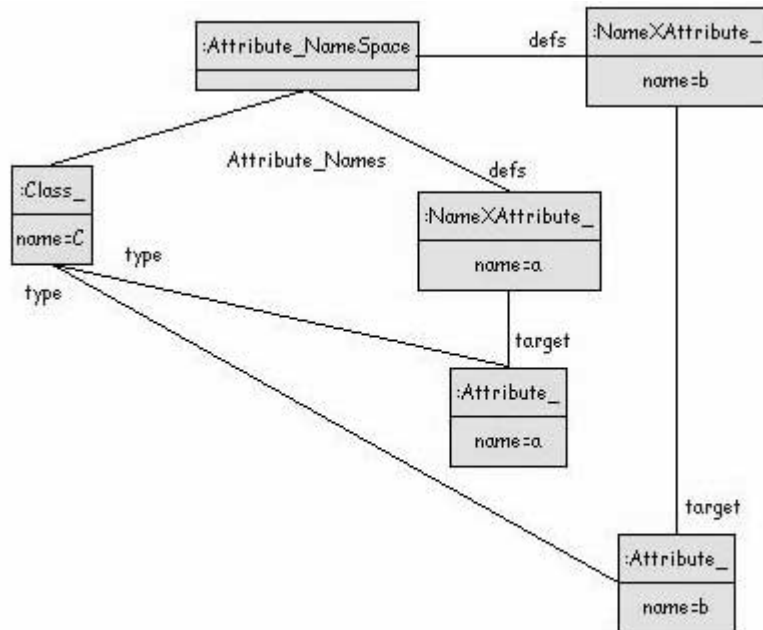 :Attribute_NameSpace
defs
:NameXAttribute_
name=b
Attribute_Names
defs
:Class_
name=C
:NameXAttribute_
name=a
type
type
target
:Attribute_
name=a
target
:Attribute_
name=b